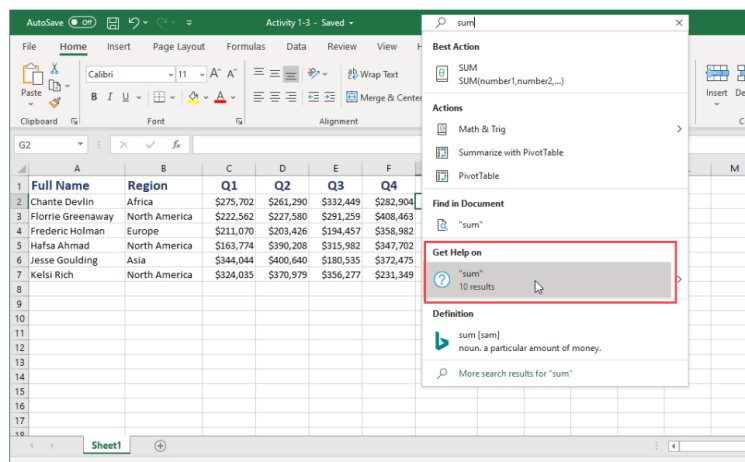 AutoSave Off Activity 1-3 - Saved sum
File Home Insert Page Layout Formulas Data Review View H
Best Action
SUM
SUM(number1,number2,...)
Actions
Math & Trig
Summarize with PivotTable
PivotTable
Find in Document
"sum"
Get Help on
"sum"
10 results
Definition
sum [səm]
noun. a particular amount of money.
More search results for "sum"
Paste
Calibri 11
B I U
Wrap Text
Merge & Center
Insert De
Clipboard Font Alignment C
G2 fx
A B C D E F M
1 Full Name Region Q1 Q2 Q3 Q4
2 Chante Devlin Africa $275,702 $261,290 $332,449 $282,904
3 Florrie Greenaway North America $222,562 $227,580 $291,259 $408,463
4 Frederic Holman Europe $211,070 $203,426 $194,457 $358,982
5 Hafsa Ahmad North America $163,774 $390,208 $315,982 $347,702
6 Jesse Goulding Asia $344,044 $400,640 $180,535 $372,475
7 Kelsi Rich North America $324,035 $370,979 $356,277 $231,349
8
9
10
11
12
13
14
15
16
17
18
Sheet1